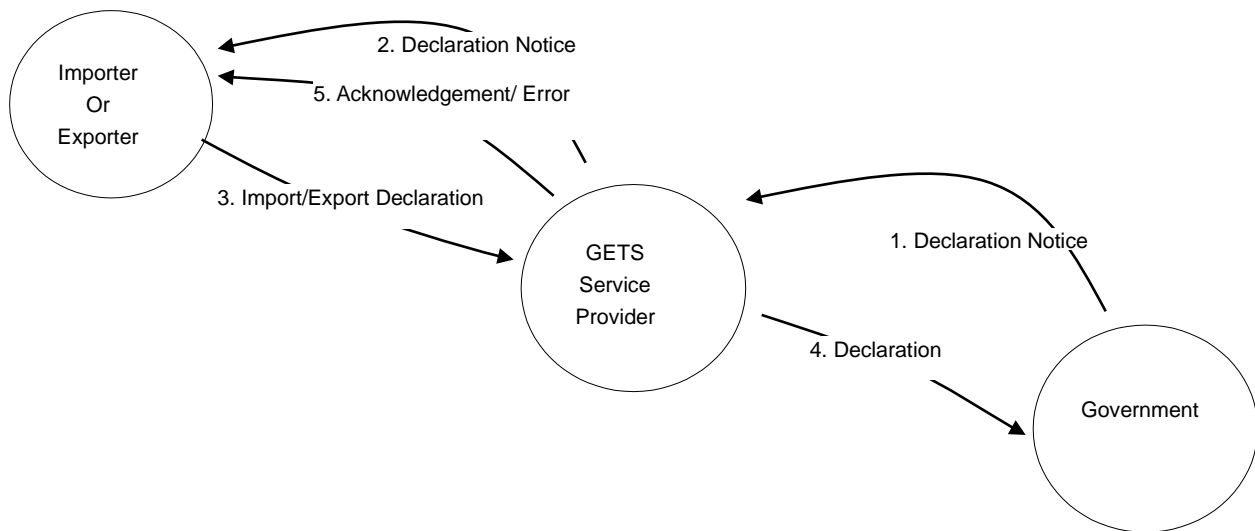 2. Declaration Notice
Importer
Or
Exporter
5. Acknowledgement/ Error
3. Import/Export Declaration
GETS
Service
Provider
1. Declaration Notice
4. Declaration
Government